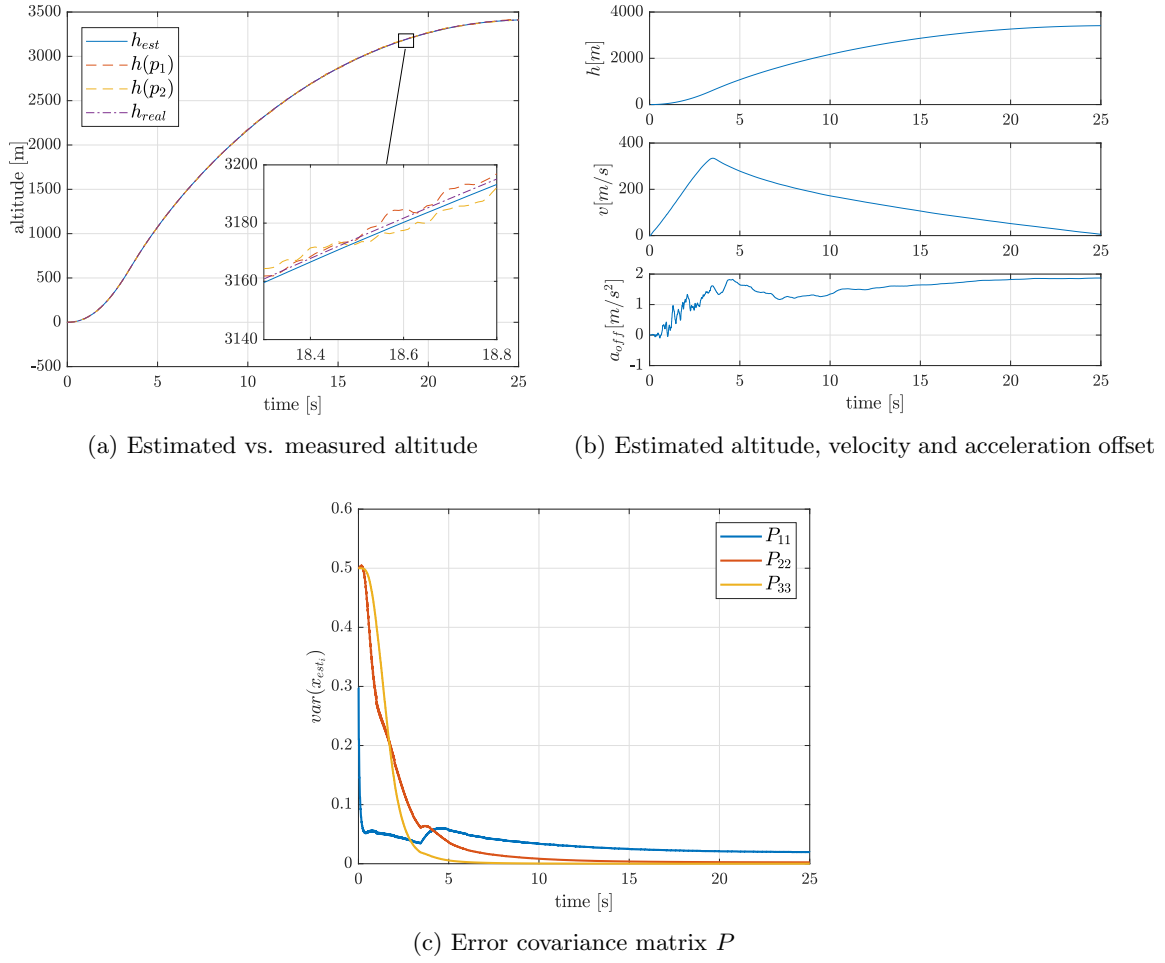 3500
3000
2500
2000
1500
1000
500
0
-500
altitude [m]
h_est
h(p_1)
h(p_2)
h_real
3200
3180
3160
3140
18.4 18.6 18.8
0 5 10 15 20 25
time [s]
(a) Estimated vs. measured altitude
4000
2000
0
h[m]
0 5 10 15 20 25
400
200
0
v[m/s]
0 5 10 15 20 25
2
1
0
-1
a_off[m/s^2]
0 5 10 15 20 25
time [s]
(b) Estimated altitude, velocity and acceleration offset
0.6
0.5
0.4
0.3
0.2
0.1
0
var(x_est_i)
P_11
P_22
P_33
0 5 10 15 20 25
time [s]
(c) Error covariance matrix P